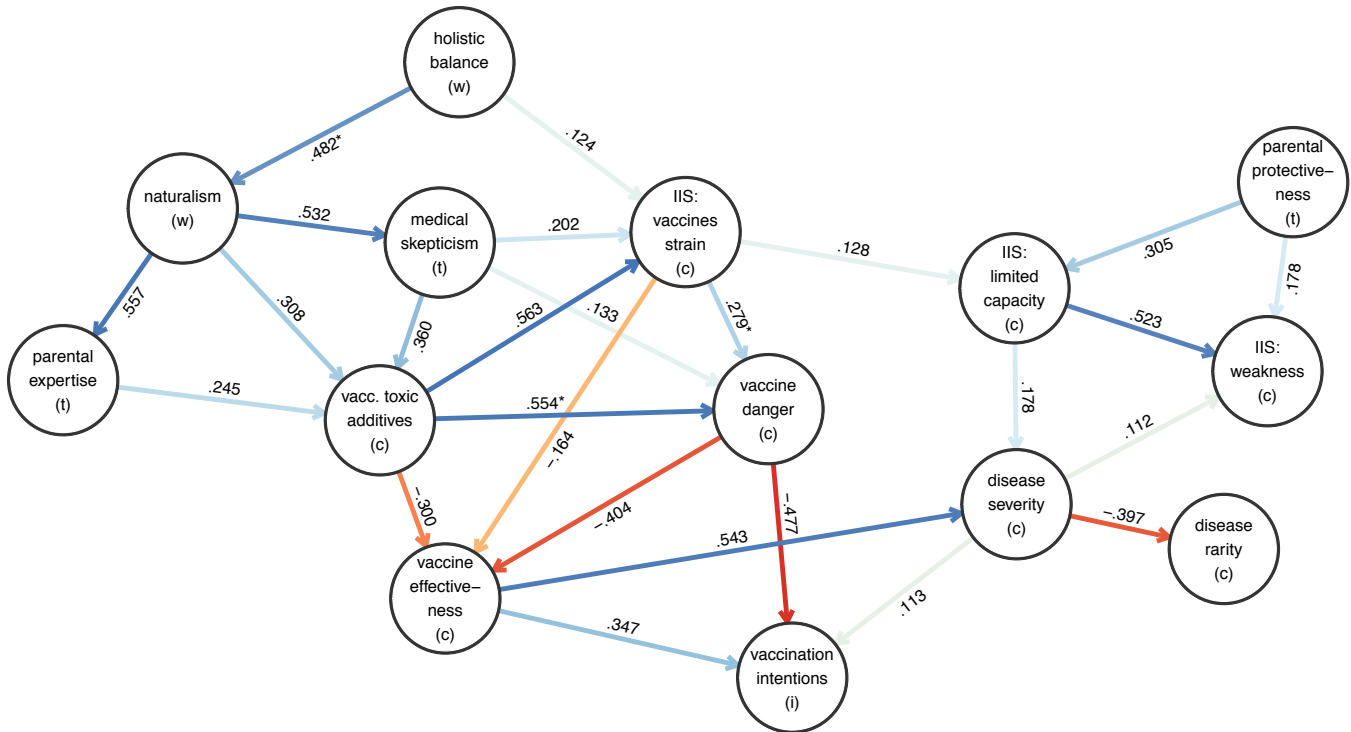 holistic
balance
(w)
.482*
.124
naturalism
(w)
.532
medical
skepticism
(t)
.202
IIS:
vaccines
strain
(c)
.128
IIS:
limited
capacity
(c)
.305
parental
protective–
ness
(t)
.178
.557
.308
.360
.563
.133
.279*
.523
IIS:
weakness
(c)
parental
expertise
(t)
.245
vacc. toxic
additives
(c)
.554*
vaccine
danger
(c)
.178
.112
−.164
−.300
−.404
−.477
.543
disease
severity
(c)
−.397
disease
rarity
(c)
vaccine
effective–
ness
(c)
.347
.113
vaccination
intentions
(i)